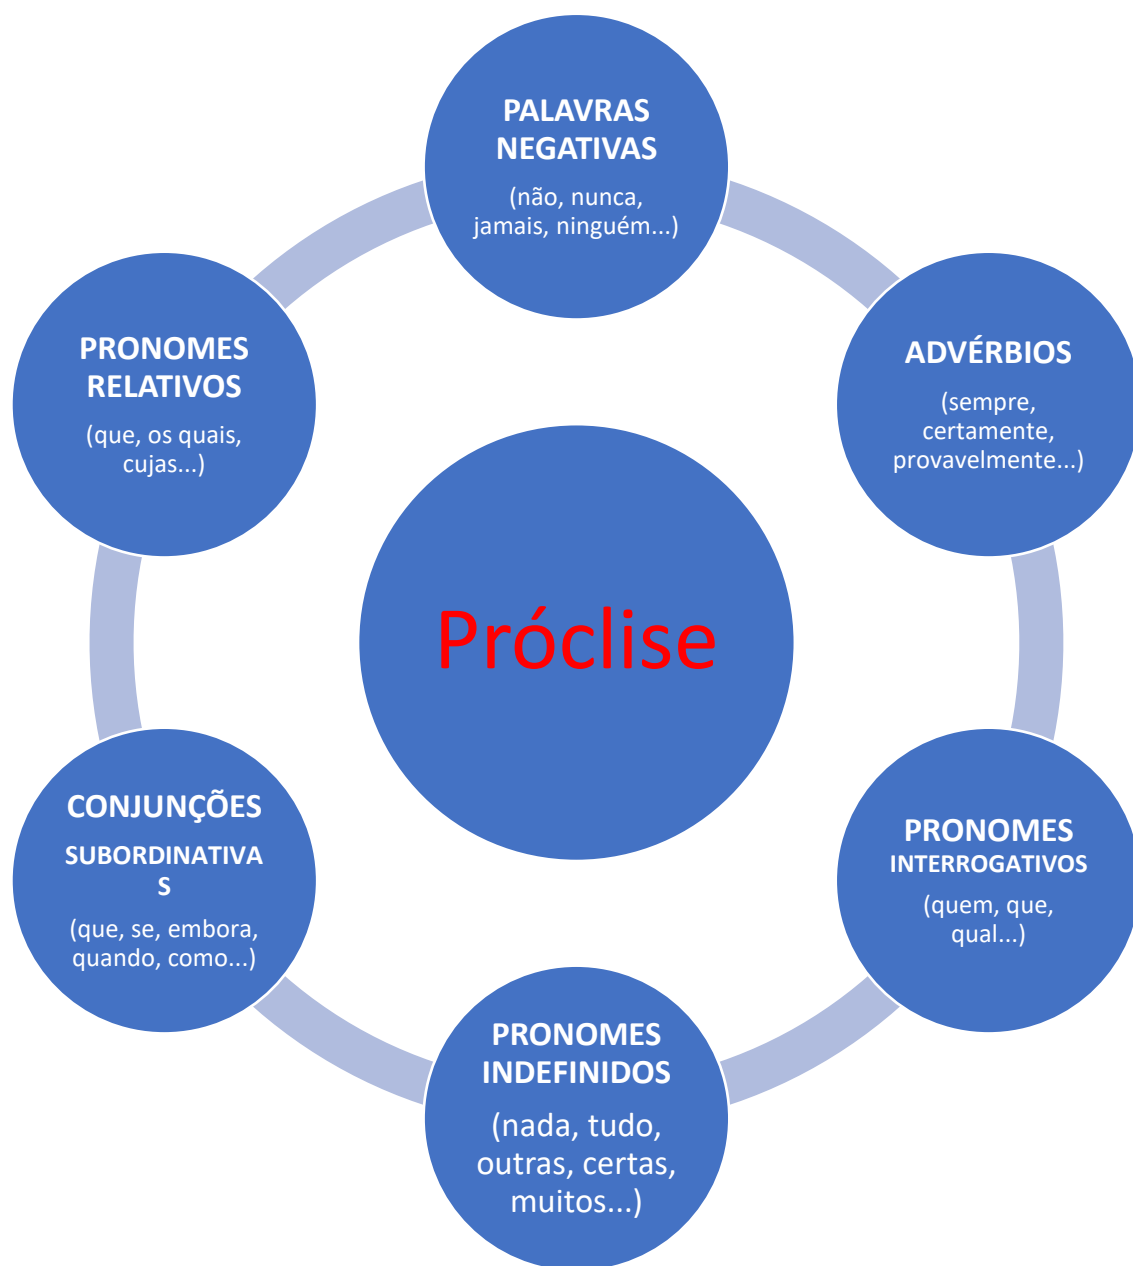 PALAVRAS
NEGATIVAS
(não, nunca,
jamais, ninguém...)
ADVÉRBIOS
(sempre,
certamente,
provavelmente...)
PRONOMES
INTERROGATIVOS
(quem, que,
qual...)
PRONOMES
INDEFINIDOS
(nada, tudo,
outras, certas,
muitos...)
CONJUNÇÕES
SUBORDINATIVA
S
(que, se, embora,
quando, como...)
PRONOMES
RELATIVOS
(que, os quais,
cujas...)
Próclise